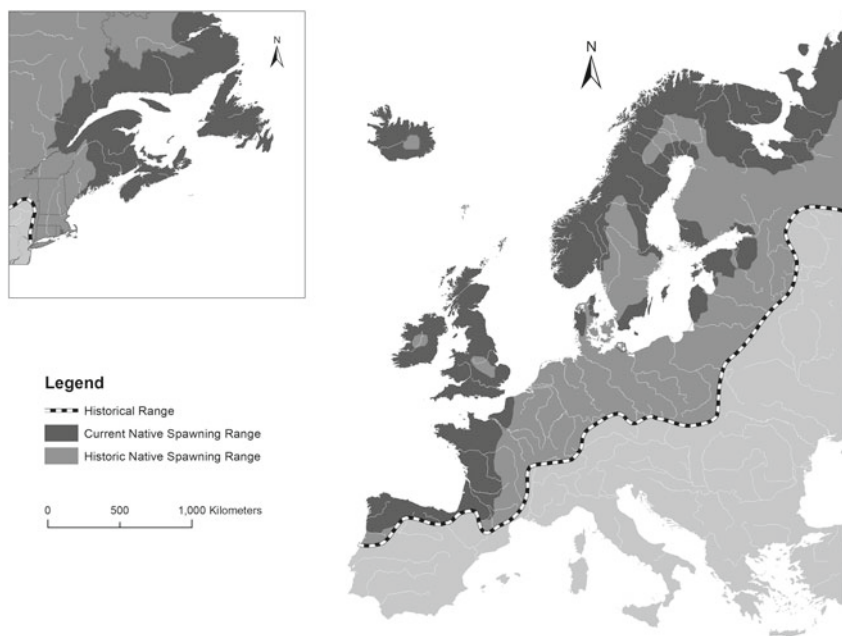 N
N
Legend
Historical Range
Current Native Spawning Range
Historic Native Spawning Range
0 500 1,000 Kilometers